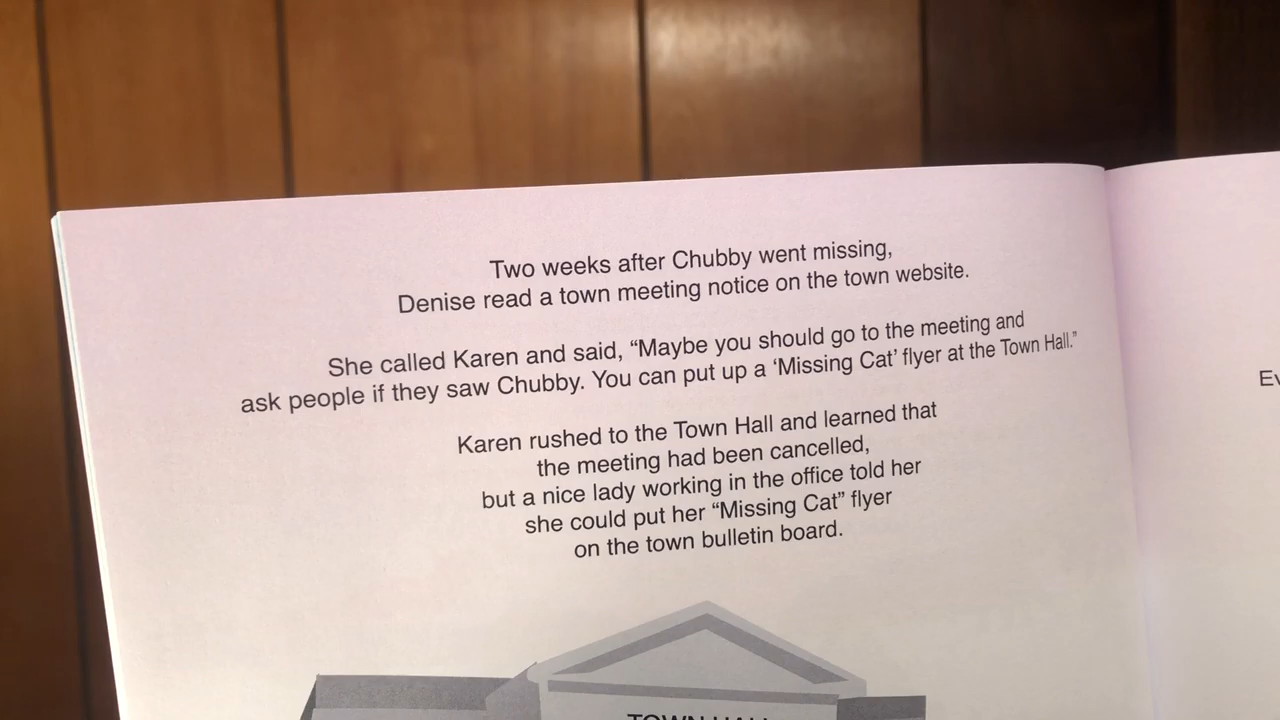 Two weeks after Chubby went missing,
Denise read a town meeting notice on the town website.
She called Karen and said, “Maybe you should go to the meeting and
ask people if they saw Chubby. You can put up a ‘Missing Cat’ flyer at the Town Hall.”
Karen rushed to the Town Hall and learned that
the meeting had been cancelled,
but a nice lady working in the office told her
she could put her “Missing Cat” flyer
on the town bulletin board.
TOWN HALL